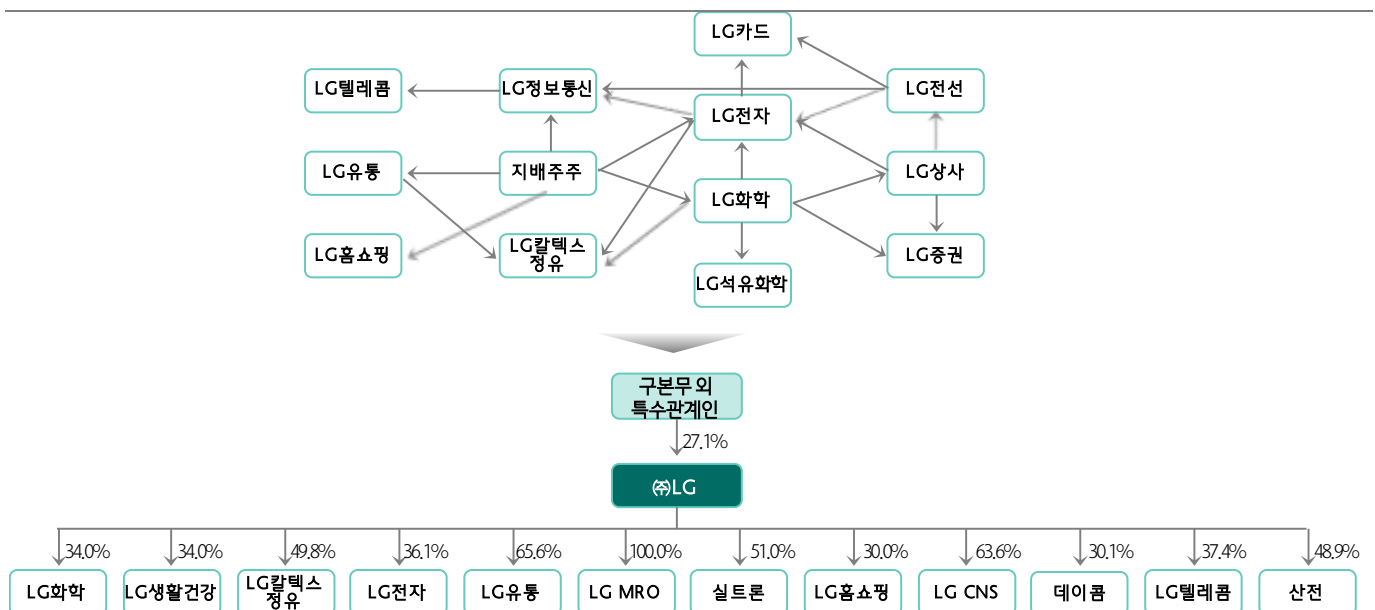 LG카드
LG텔레콤
LG정보통신
LG전선
LG전자
LG유통
지배주주
LG상사
LG화학
LG홈쇼핑
LG칼텍스
정유
LG증권
LG석유화학
구본무 외
특수관계인
27.1%
㈜LG
34.0%
34.0%
49.8%
36.1%
65.6%
100.0%
51.0%
30.0%
63.6%
30.1%
37.4%
48.9%
LG화학
LG생활건강
LG칼텍스
정유
LG전자
LG유통
LG MRO
실트론
LG홈쇼핑
LG CNS
데이콤
LG텔레콤
산전